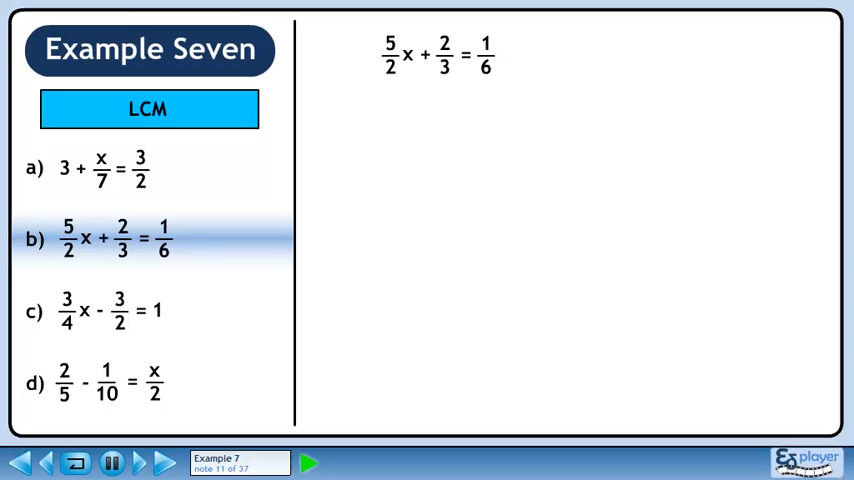 Example Seven
LCM
a) 3 + x/7 = 3/2
b) 5/2 x + 2/3 = 1/6
c) 3/4 x - 3/2 = 1
d) 2/5 - 1/10 = x/2
5/2 x + 2/3 = 1/6
Example 7
note 11 of 37
player